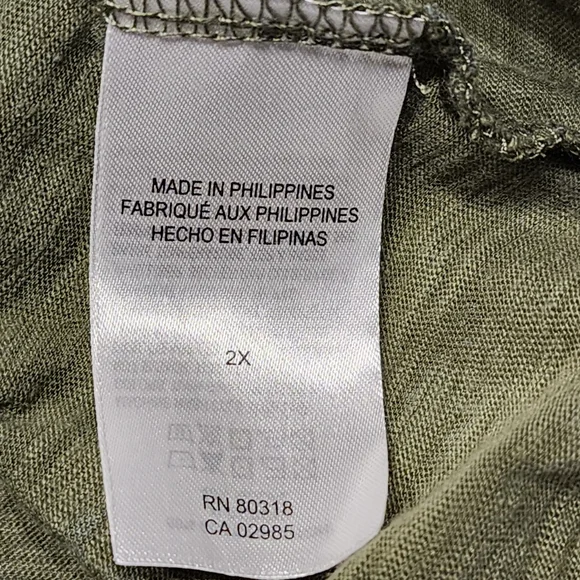 MADE IN PHILIPPINES
FABRIQUÉ AUX PHILIPPINES
HECHO EN FILIPINAS
2X
RN 80318
CA 02985